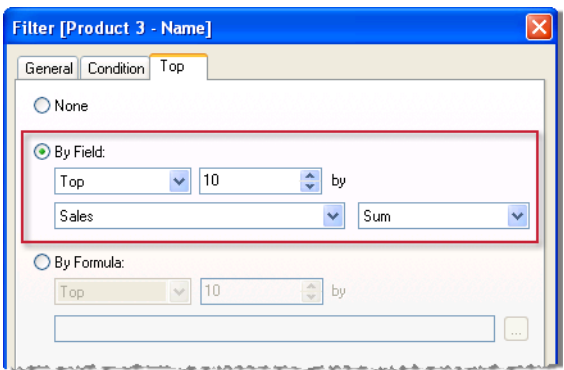 Filter [Product 3 - Name]
General Condition Top
None
By Field:
Top 10 by
Sales Sum
By Formula:
Top 10 by
...